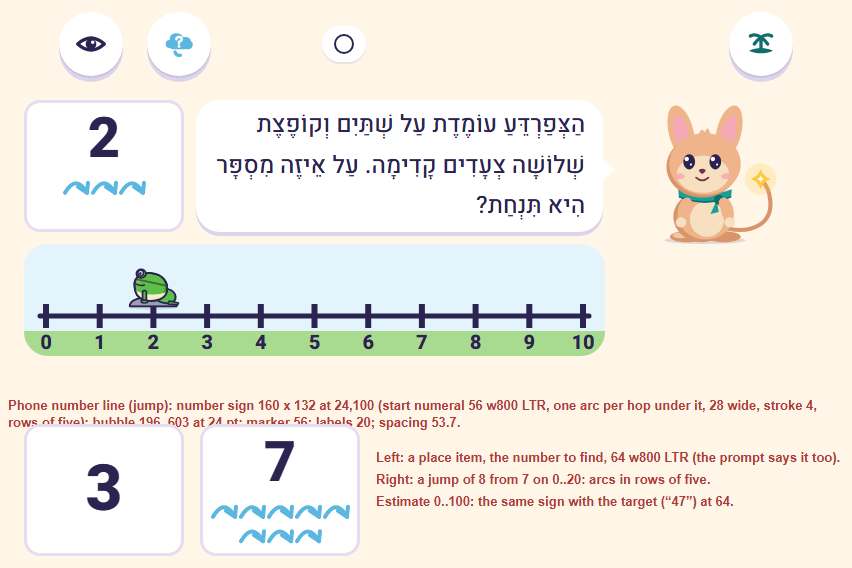 ?
2
הַצְּפַרְדֵּעַ עוֹמֶדֶת עַל שְׁתַּיִם וְקוֹפֶצֶת
שְׁלוֹשָׁה צְעָדִים קָדִימָה. עַל אֵיזֶה מִסְפָּר
הִיא תִּנְחַת?
0 1 2 3 4 5 6 7 8 9 10
Phone number line (jump): number sign 160 x 132 at 24,100 (start numeral 56 w800 LTR, one arc per hop under it, 28 wide, stroke 4,
rows of five); bubble 196..603 at 24 pt; marker 56; labels 20; spacing 53.7.
3
7
Left: a place item, the number to find, 64 w800 LTR (the prompt says it too).
Right: a jump of 8 from 7 on 0..20: arcs in rows of five.
Estimate 0..100: the same sign with the target (“47”) at 64.